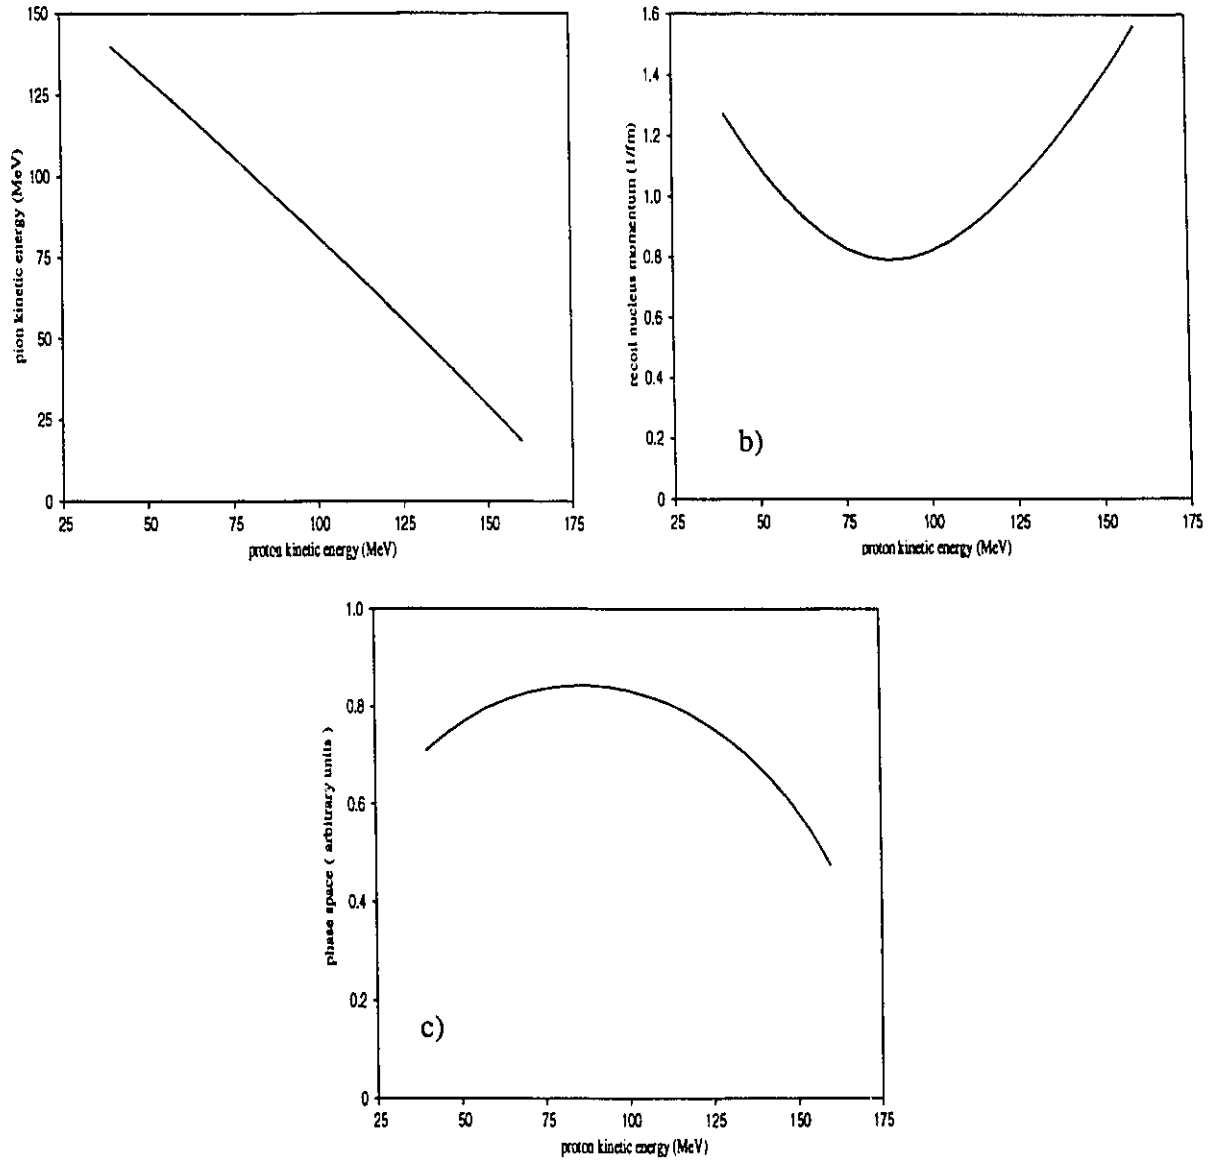 150
125
100
75
50
25
0
pion kinetic energy (MeV)
25 50 75 100 125 150 175
proton kinetic energy (MeV)
1.6
1.4
1.2
1.0
0.8
0.6
0.4
0.2
0
recoil nucleus momentum (1/fm)
b)
25 50 75 100 125 150 175
proton kinetic energy (MeV)
1.0
0.8
0.6
0.4
0.2
0
phase space ( arbitrary units )
c)
25 50 75 100 125 150 175
proton kinetic energy (MeV)